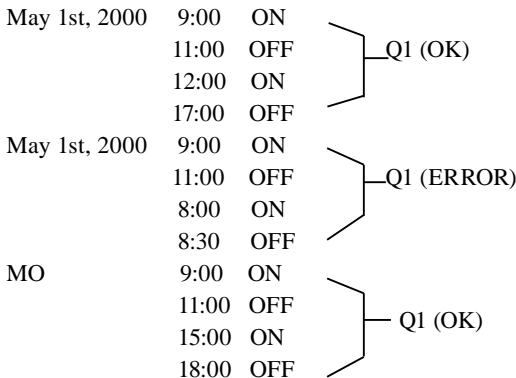 May 1st, 2000 9:00 ON
11:00 OFF Q1 (OK)
12:00 ON
17:00 OFF
May 1st, 2000 9:00 ON
11:00 OFF Q1 (ERROR)
8:00 ON
8:30 OFF
MO 9:00 ON
11:00 OFF
Q1 (OK)
15:00 ON
18:00 OFF